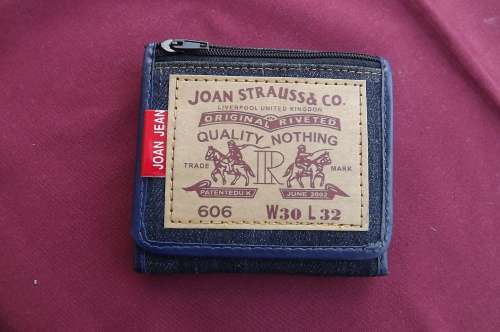 JOAN STRAUSS & CO.
LIVERPOOL UNITED KINGDOM
ORIGINAL RIVETED
QUALITY NOTHING
TRADE R MARK
PATENTEDU K JUNE 2002
606 W30 L 32
JOAN JEAN